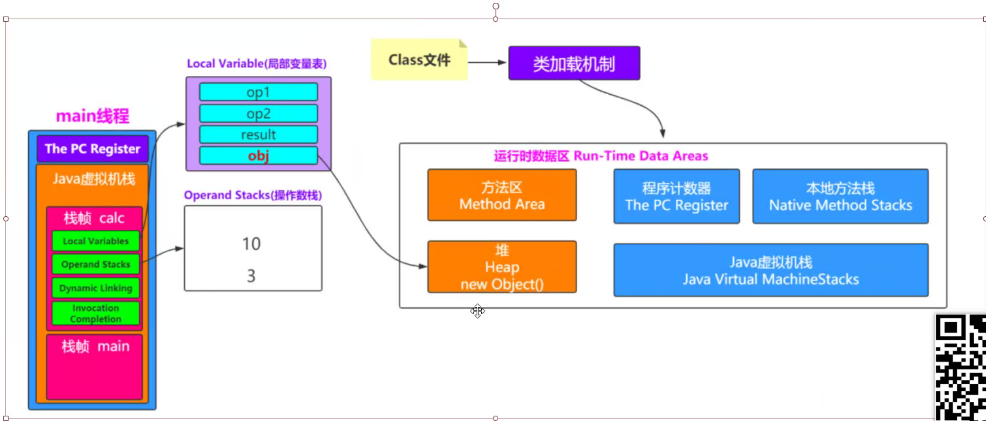 Class文件
类加载机制
Local Variable(局部变量表)
op1
op2
result
obj
main线程
The PC Register
Java虚拟机栈
栈帧 calc
Local Variables
Operand Stacks
Dynamic Linking
Invocation
Completion
栈帧 main
Operand Stacks(操作数栈)
10
3
运行时数据区 Run-Time Data Areas
方法区
Method Area
程序计数器
The PC Register
本地方法栈
Native Method Stacks
堆
Heap
new Object()
Java虚拟机栈
Java Virtual MachineStacks